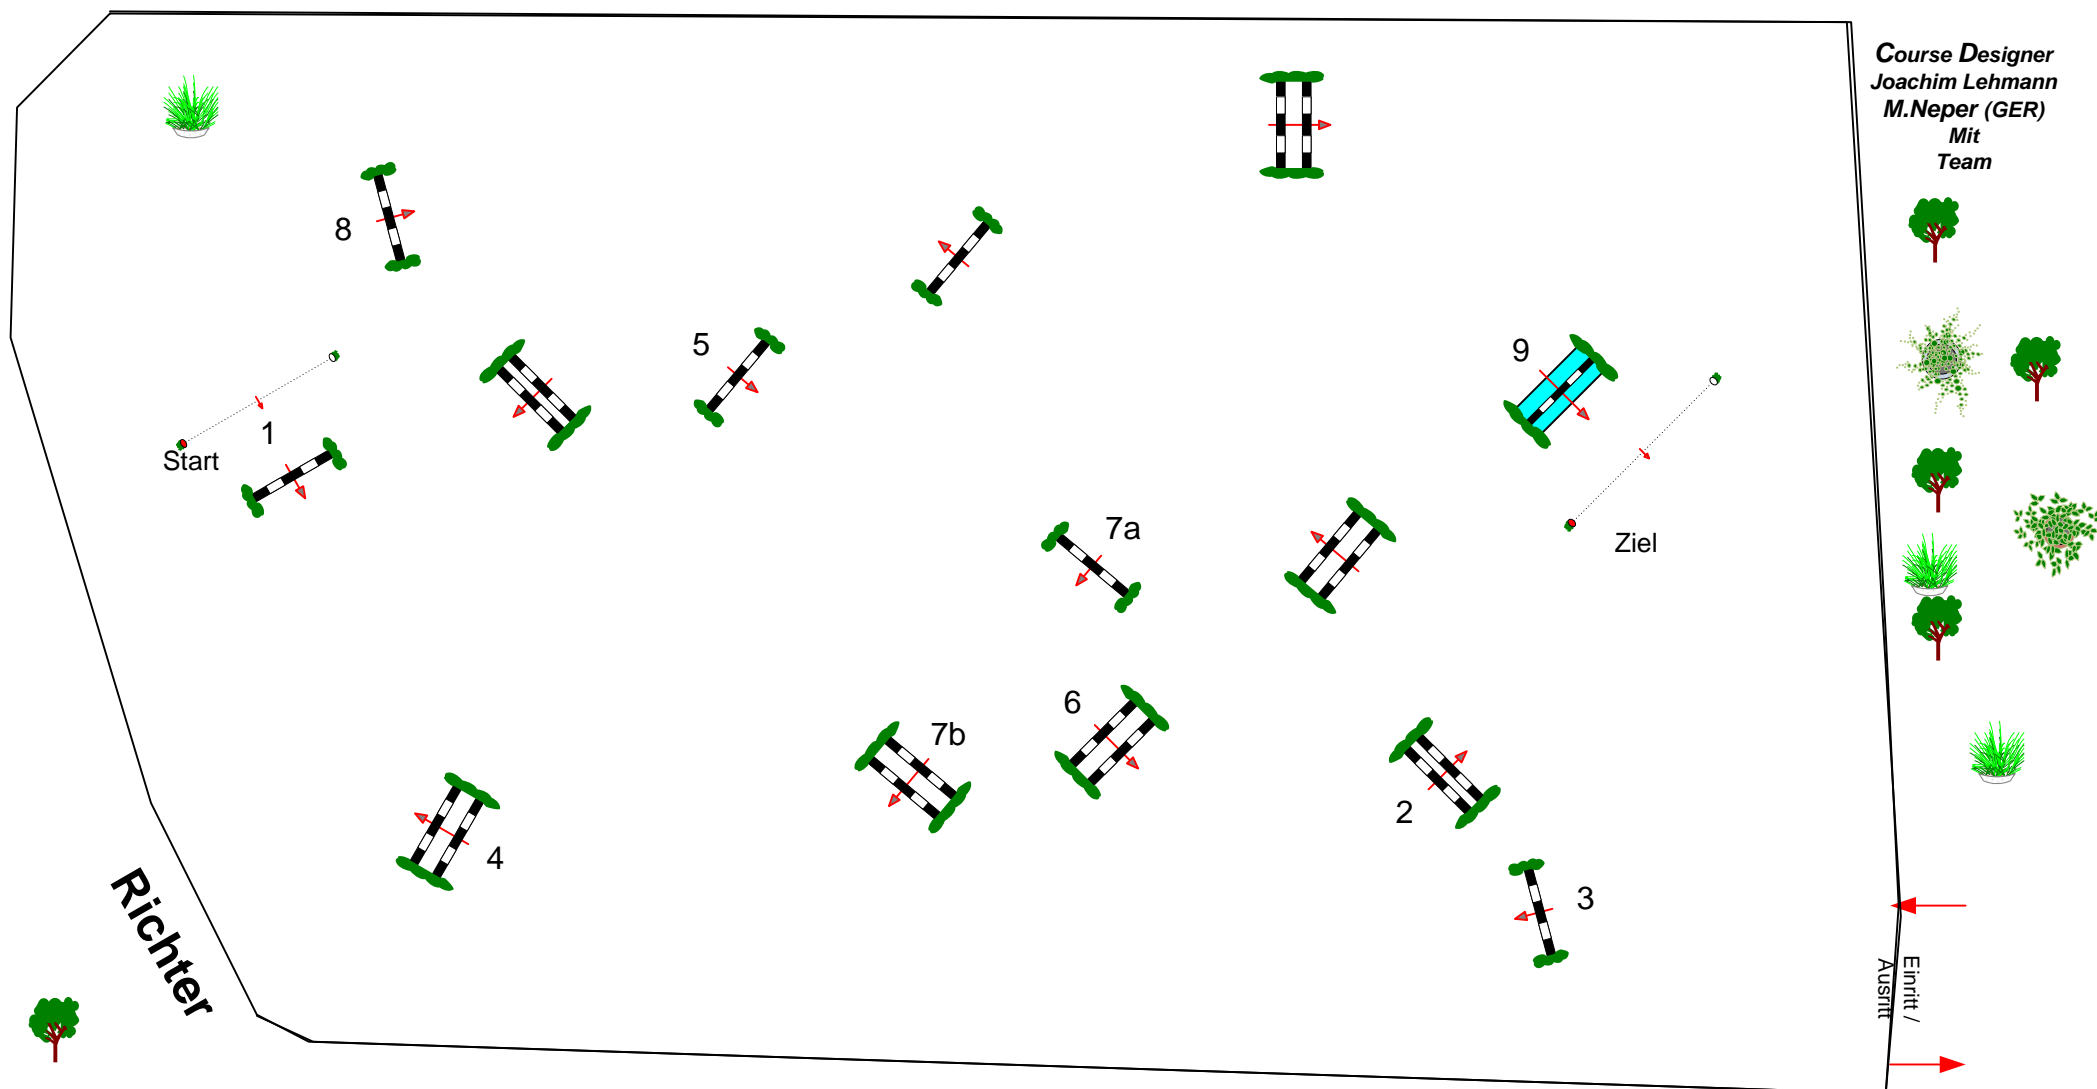 Course Designer
Joachim Lehmann
M.Neper (GER)
Mit
Team
8
5
9
1
Start
7a
Ziel
6
7b
2
4
3
Richter
Einritt /
Ausritt